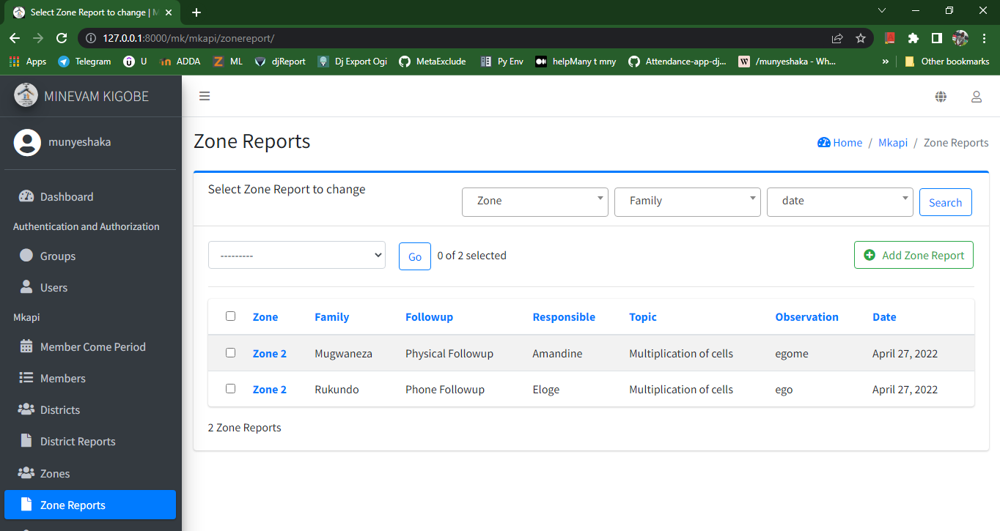 Select Zone Report to change | M
127.0.0.1:8000/mk/mkapi/zonereport/
Apps Telegram U ADDA ML djReport Dj Export Ogi MetaExclude Py Env helpMany t mny Attendance-app-dj... /munyeshaka - Wh... » Other bookmarks
MINEVAM KIGOBE
munyeshaka
Dashboard
Authentication and Authorization
Groups
Users
Mkapi
Member Come Period
Members
Districts
District Reports
Zones
Zone Reports
Zone Reports
Home / Mkapi / Zone Reports
Select Zone Report to change
Zone Family date Search
--------- Go 0 of 2 selected Add Zone Report
Zone Family Followup Responsible Topic Observation Date
Zone 2 Mugwaneza Physical Followup Amandine Multiplication of cells egome April 27, 2022
Zone 2 Rukundo Phone Followup Eloge Multiplication of cells ego April 27, 2022
2 Zone Reports